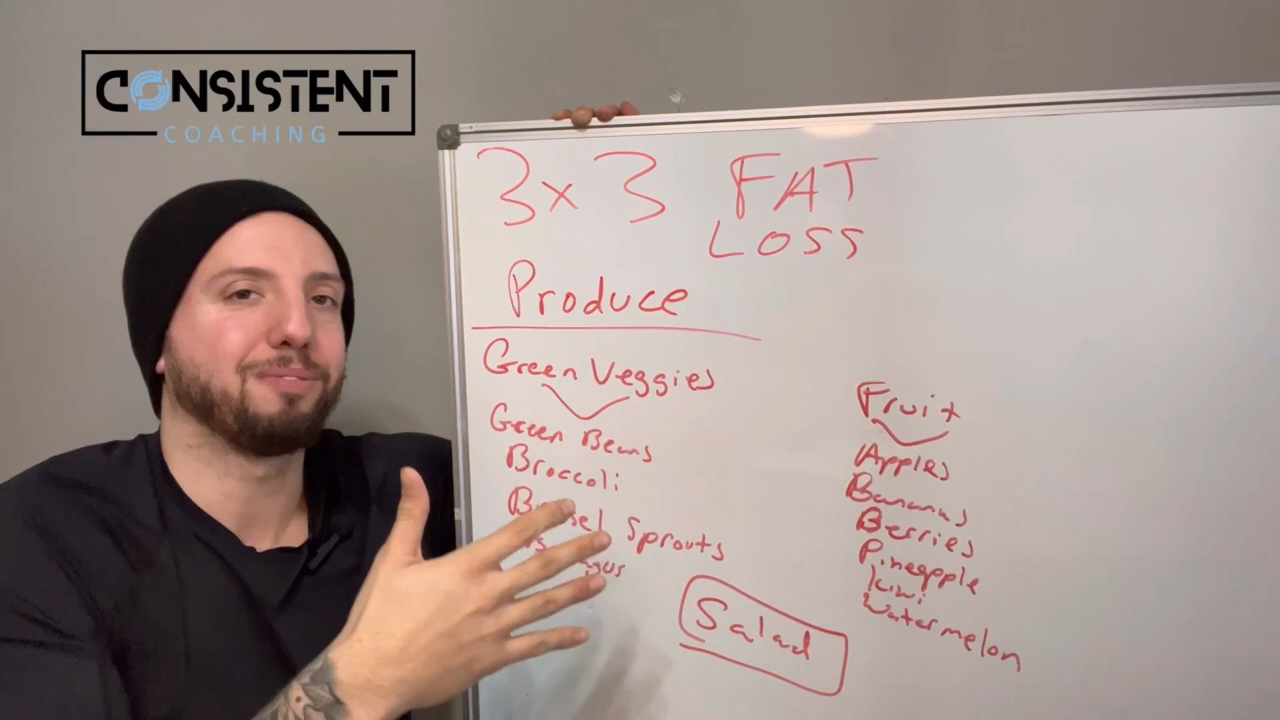 CONSISTENT
COACHING
3x3 FAT
LOSS
Produce
Green Veggies
Green Beans
Broccoli
Sprouts
Salad
Fruit
Apples
Bananas
Berries
Pineapple
Kiwi
Watermelon